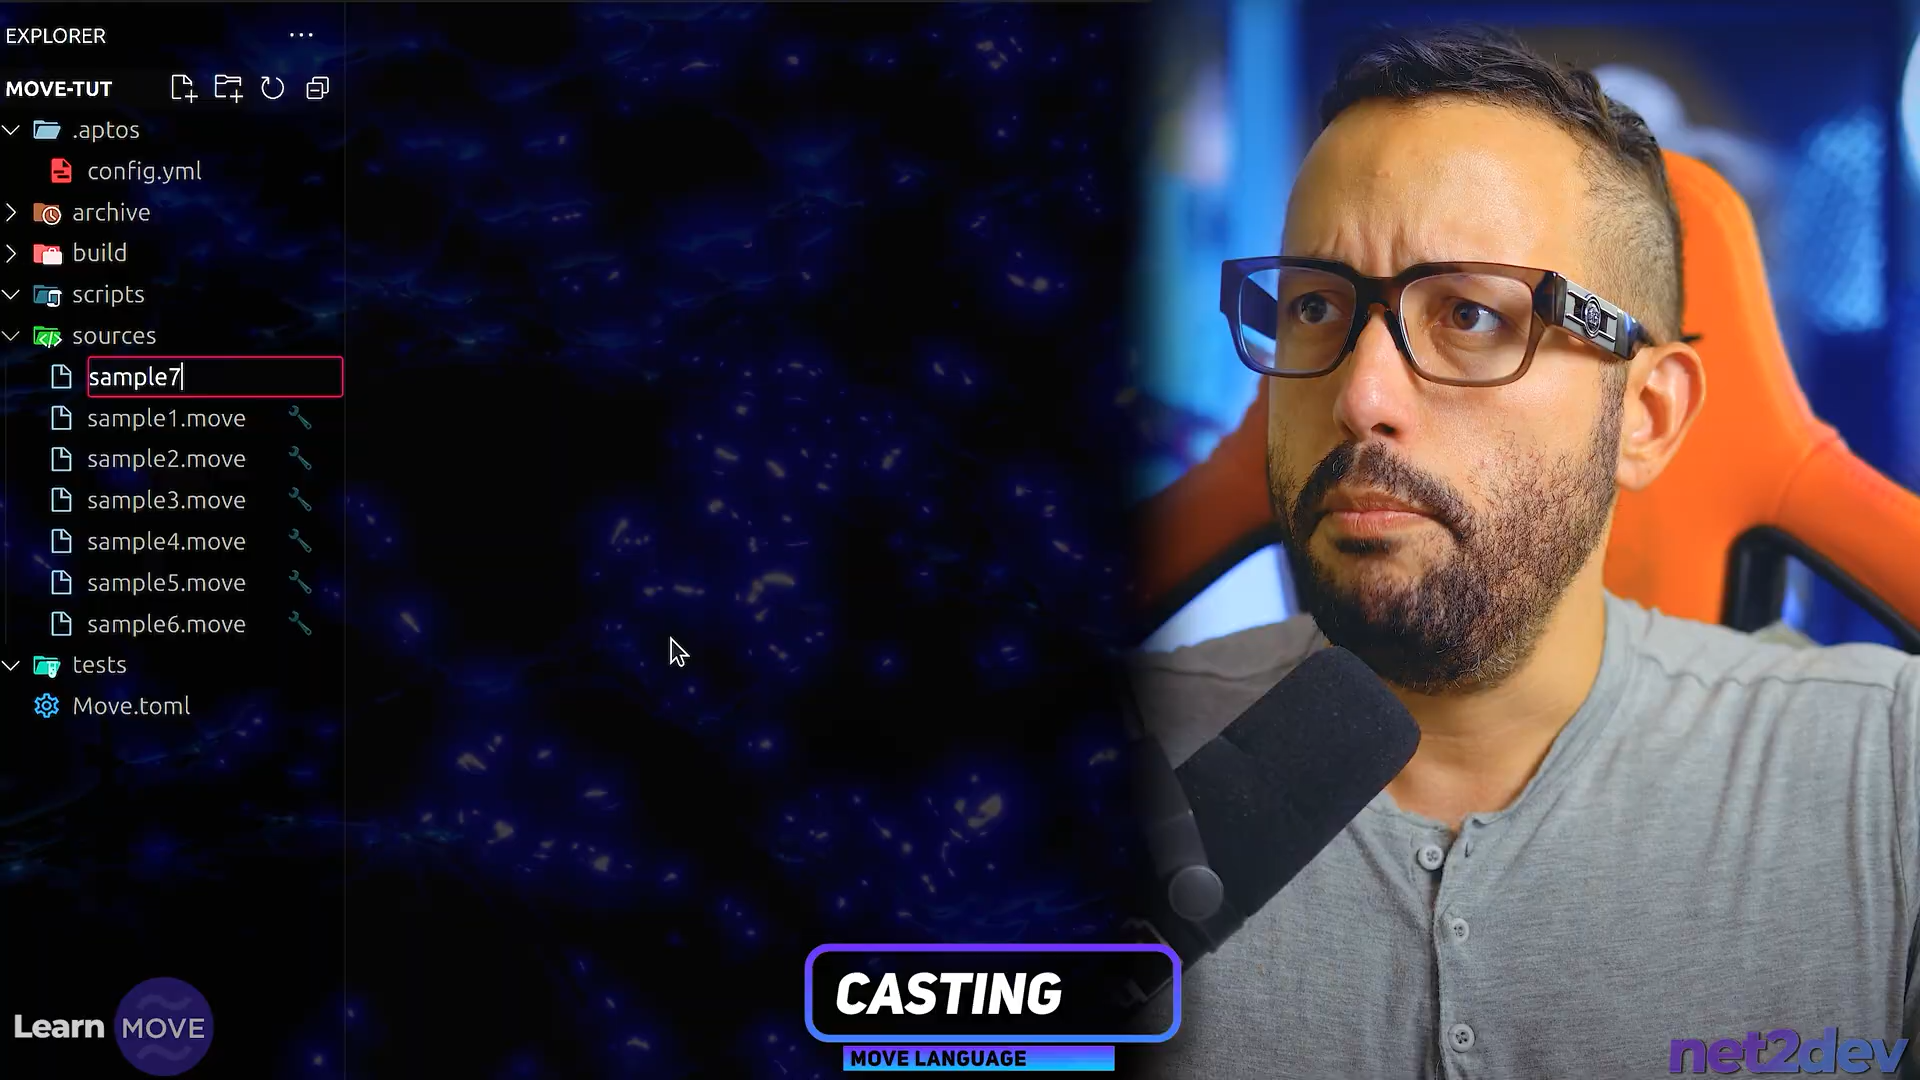 EXPLORER
MOVE-TUT
.aptos
config.yml
archive
build
scripts
sources
sample7
sample1.move
sample2.move
sample3.move
sample4.move
sample5.move
sample6.move
tests
Move.toml
Learn MOVE
CASTING
MOVE LANGUAGE
net2dev